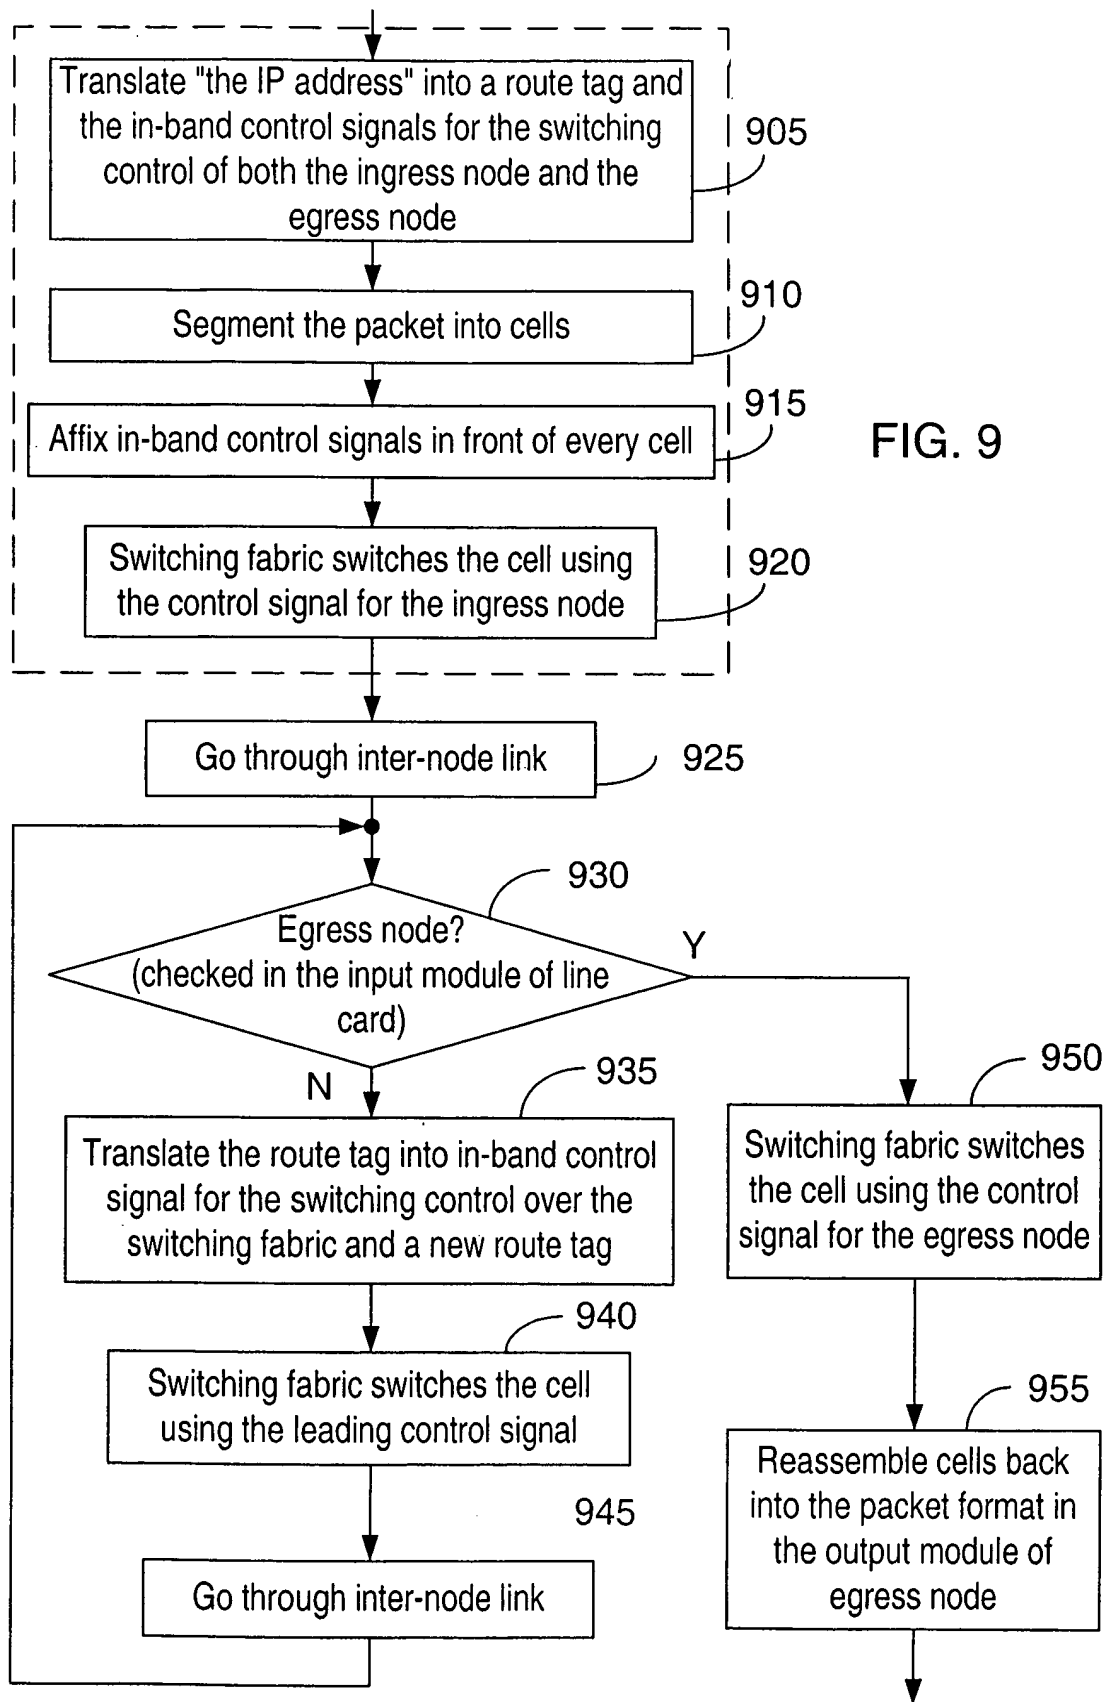 Translate "the IP address" into a route tag and
the in-band control signals for the switching
control of both the ingress node and the
egress node
905
Segment the packet into cells
910
Affix in-band control signals in front of every cell
915
FIG. 9
Switching fabric switches the cell using
the control signal for the ingress node
920
Go through inter-node link
925
Egress node?
(checked in the input module of line
card)
930
Y
N
935
Translate the route tag into in-band control
signal for the switching control over the
switching fabric and a new route tag
940
Switching fabric switches the cell
using the leading control signal
945
Go through inter-node link
950
Switching fabric switches
the cell using the control
signal for the egress node
955
Reassemble cells back
into the packet format in
the output module of
egress node